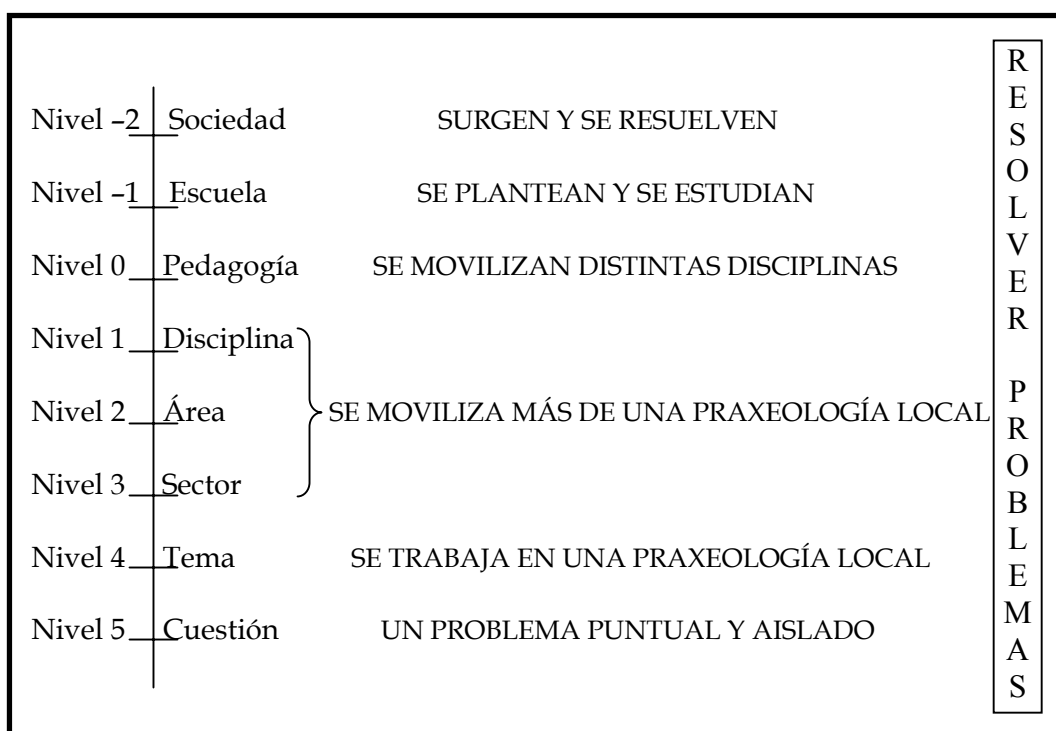 Nivel –2 Sociedad SURGEN Y SE RESUELVEN
Nivel –1 Escuela SE PLANTEAN Y SE ESTUDIAN
Nivel 0 Pedagogía SE MOVILIZAN DISTINTAS DISCIPLINAS
Nivel 1 Disciplina
Nivel 2 Área SE MOVILIZA MÁS DE UNA PRAXEOLOGÍA LOCAL
Nivel 3 Sector
Nivel 4 Tema SE TRABAJA EN UNA PRAXEOLOGÍA LOCAL
Nivel 5 Cuestión UN PROBLEMA PUNTUAL Y AISLADO
RESOLVER PROBLEMAS